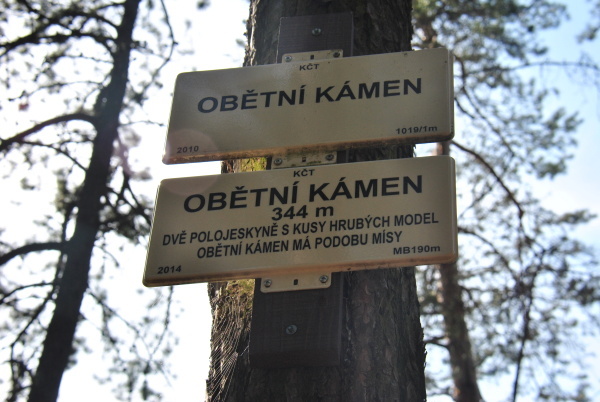 KČT
OBĚTNÍ KÁMEN
2010 1019/1m
KČT
OBĚTNÍ KÁMEN
344 m
DVĚ POLOJESKYNĚ S KUSY HRUBÝCH MODEL
OBĚTNÍ KÁMEN MÁ PODOBU MÍSY
2014 MB190m